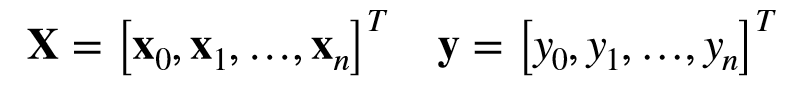 𝐗 = [𝐱₀, 𝐱₁, …, 𝐱ₙ]ᵀ 𝐲 = [y₀, y₁, …, yₙ]ᵀ